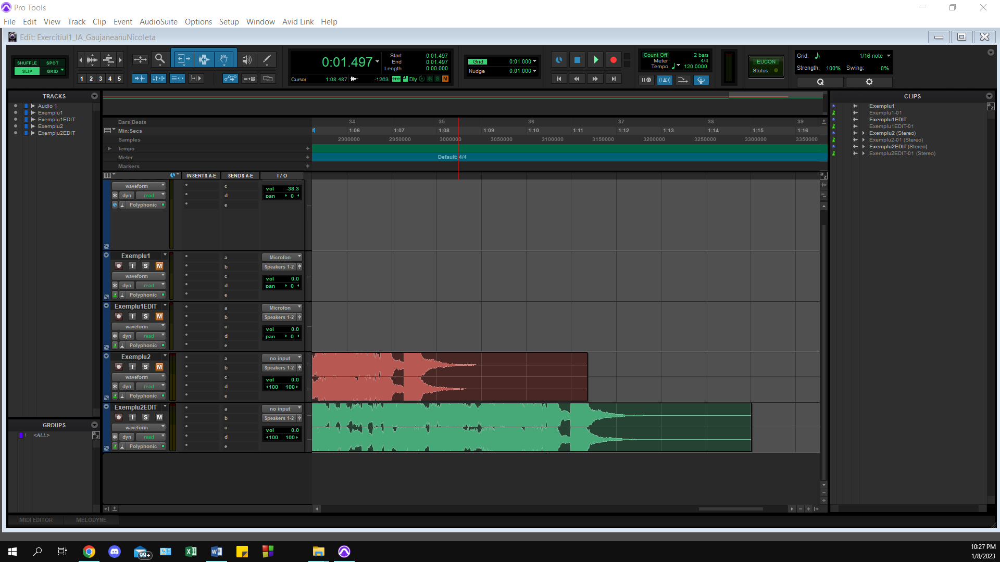 Pro Tools
File Edit View Track Clip Event AudioSuite Options Setup Window Avid Link Help
Edit: Exercitiul1_IA_GaujaneanuNicoleta
SHUFFLE SPOT
SLIP GRID
1 2 3 4 5
0:01.497
Start 0:01.497
End 0:01.497
Length 0:00.000
Cursor 1:08.487 -1263 Dly S M
Grid 0:01.000
Nudge 0:01.000
Count Off 2 bars
Meter 4/4
Tempo 120.0000
EUCON
Status
Grid: 1/16 note
Strength: 100% Swing: 0%
Q
TRACKS
Audio 1
Exemplu1
Exemplu1EDIT
Exemplu2
Exemplu2EDIT
GROUPS
! <ALL>
a z
Bars|Beats 34 35 36 37 38 39
Min:Secs 1:06 1:07 1:08 1:09 1:10 1:11 1:12 1:13 1:14 1:15 1:16
Samples 2900000 2950000 3000000 3050000 3100000 3150000 3200000 3250000 3300000 3350000
Tempo
Meter Default: 4/4
Markers
INSERTS A-E SENDS A-E I / O
waveform c vol -38.3
dyn read d pan 0
Polyphonic e
Exemplu1 a Microfon
I S M b Speakers 1-2
waveform c vol 0.0
dyn read d pan 0
Polyphonic e
Exemplu1EDIT a Microfon
I S M b Speakers 1-2
waveform c vol 0.0
dyn read d pan 0
Polyphonic e
Exemplu2 a no input
I S M b Speakers 1-2
waveform c vol 0.0
dyn read d 100 100
Polyphonic e
Exemplu2EDIT a no input
I S M b Speakers 1-2
waveform c vol 0.0
dyn read d 100 100
Polyphonic e
CLIPS
Exemplu1
Exemplu1-01
Exemplu1EDIT
Exemplu1EDIT-01
Exemplu2 (Stereo)
Exemplu2-01 (Stereo)
Exemplu2EDIT (Stereo)
Exemplu2EDIT-01 (Stereo)
MIDI EDITOR MELODYNE
99+
10:27 PM
1/8/2023